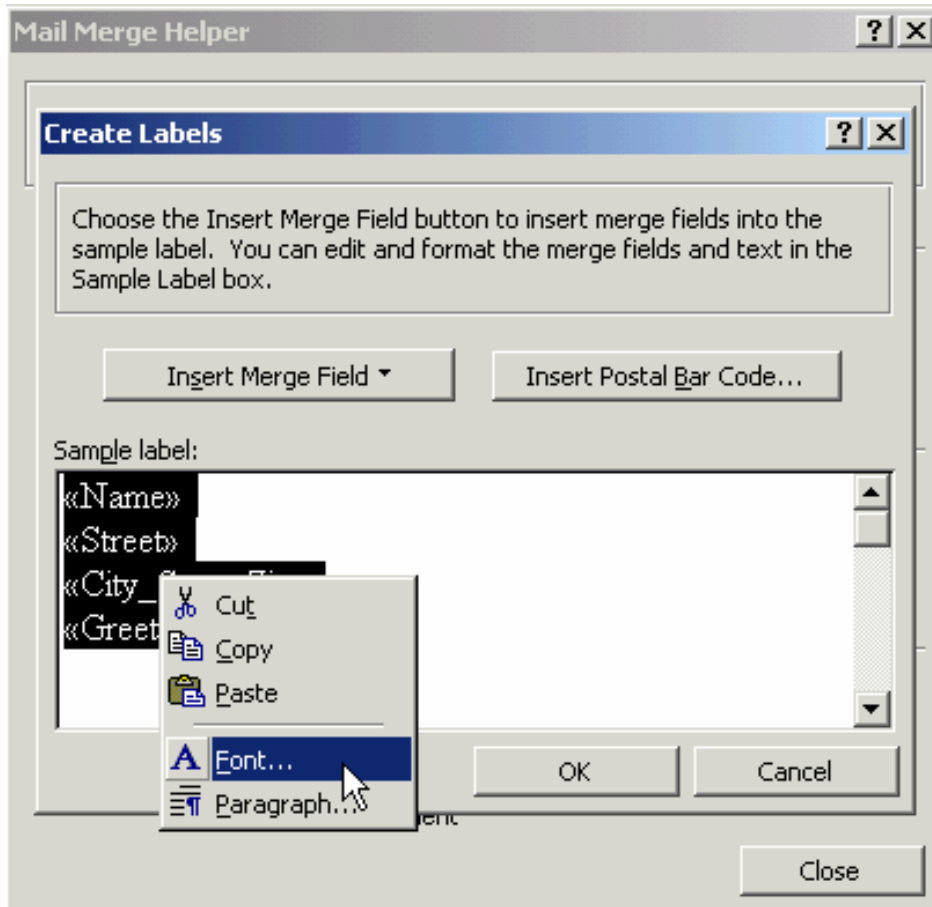 Mail Merge Helper
Create Labels
Choose the Insert Merge Field button to insert merge fields into the
sample label. You can edit and format the merge fields and text in the
Sample Label box.
Insert Merge Field
Insert Postal Bar Code...
Sample label:
«Name»
«Street»
«City_
«Greet
Cut
Copy
Paste
Font...
Paragraph...
OK
Cancel
Close